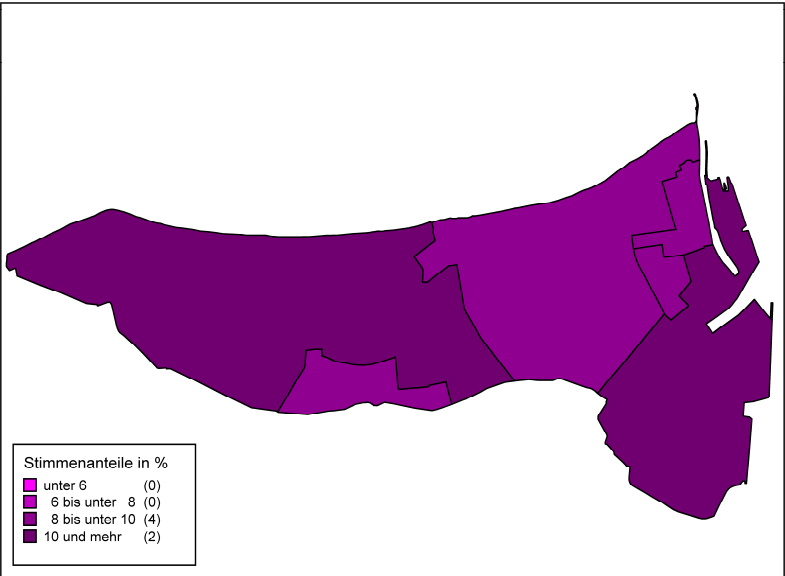 Stimmenanteile in %
unter 6 (0)
6 bis unter 8 (0)
8 bis unter 10 (4)
10 und mehr (2)